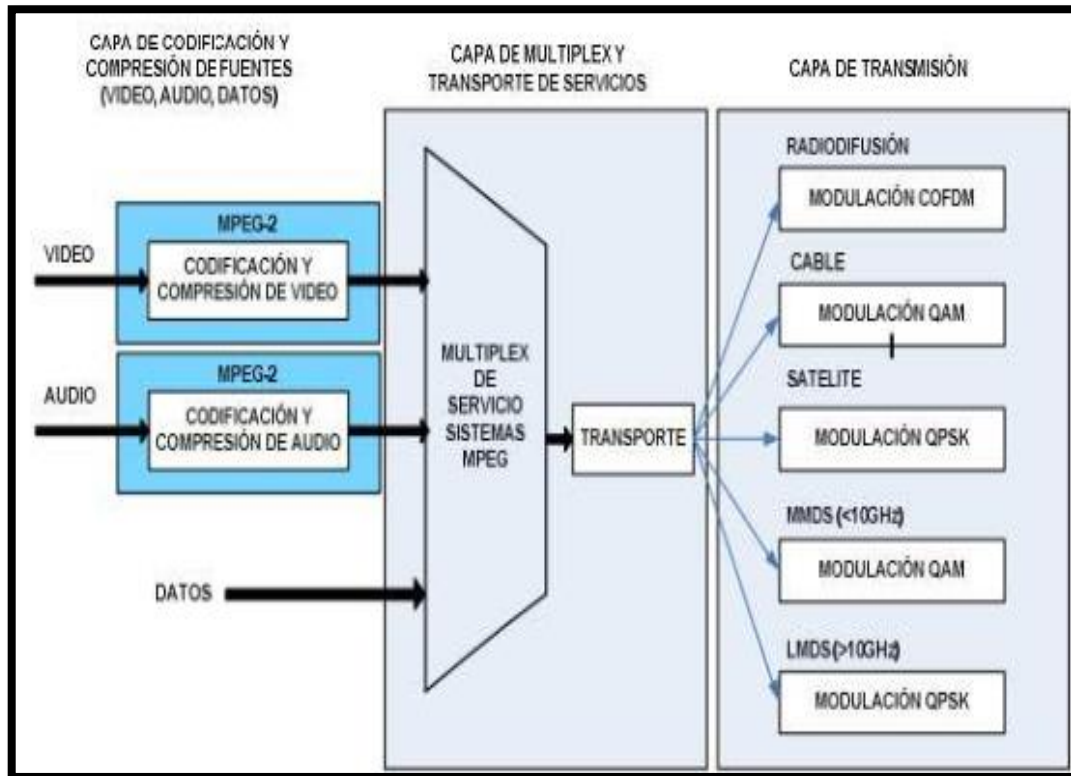 CAPA DE CODIFICACIÓN Y
COMPRESIÓN DE FUENTES
(VIDEO, AUDIO, DATOS)
CAPA DE MULTIPLEX Y
TRANSPORTE DE SERVICIOS
CAPA DE TRANSMISIÓN
VIDEO
MPEG-2
CODIFICACIÓN Y
COMPRESIÓN DE VIDEO
AUDIO
MPEG-2
CODIFICACIÓN Y
COMPRESIÓN DE AUDIO
DATOS
MULTIPLEX
DE
SERVICIO
SISTEMAS
MPEG
TRANSPORTE
RADIODIFUSIÓN
MODULACIÓN COFDM
CABLE
MODULACIÓN QAM
SATELITE
MODULACIÓN QPSK
MMDS (<10GHz)
MODULACIÓN QAM
LMDS (>10GHz)
MODULACIÓN QPSK